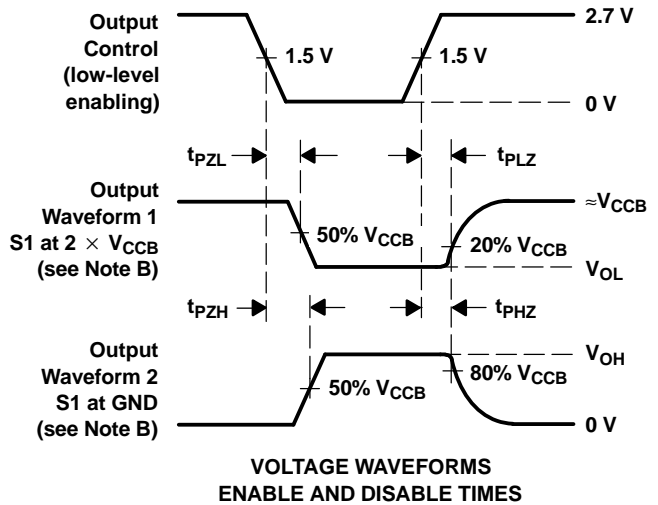 Output
Control
(low-level
enabling)
2.7 V
1.5 V
1.5 V
0 V
tPZL
tPLZ
Output
Waveform 1
S1 at 2 × VCCB
(see Note B)
≈VCCB
50% VCCB
20% VCCB
VOL
tPZH
tPHZ
Output
Waveform 2
S1 at GND
(see Note B)
VOH
50% VCCB
80% VCCB
0 V
VOLTAGE WAVEFORMS
ENABLE AND DISABLE TIMES